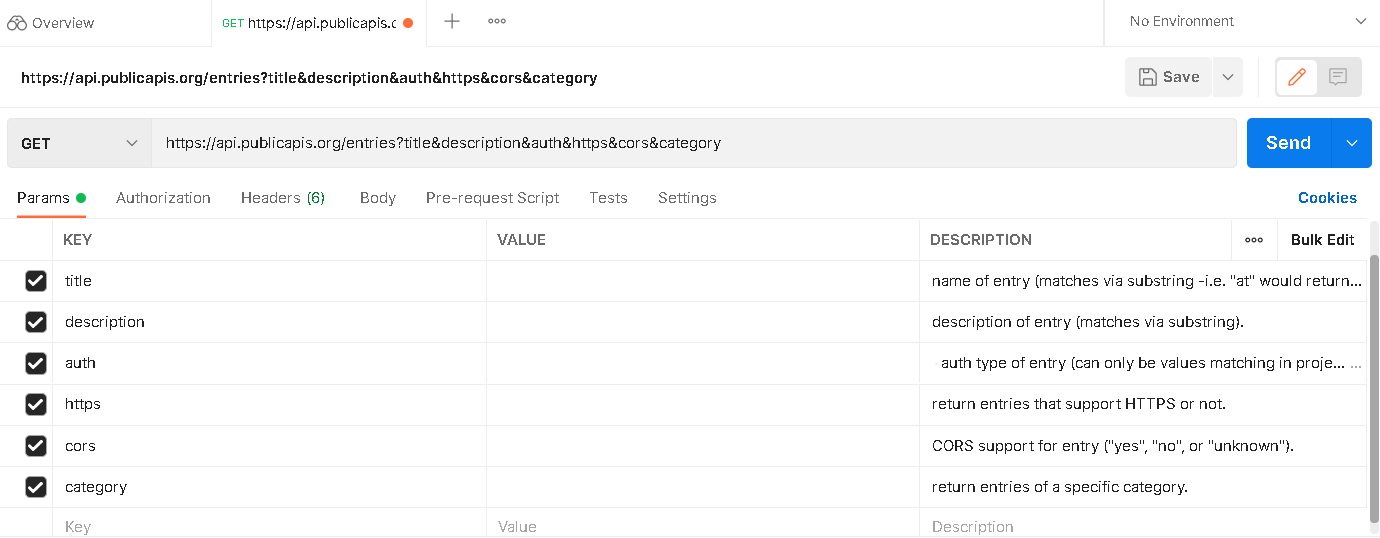 Overview
GET https://api.publicapis.c
No Environment
https://api.publicapis.org/entries?title&description&auth&https&cors&category
Save
GET
https://api.publicapis.org/entries?title&description&auth&https&cors&category
Send
Params Authorization Headers (6) Body Pre-request Script Tests Settings Cookies
KEY VALUE DESCRIPTION Bulk Edit
title name of entry (matches via substring -i.e. "at" would return...
description description of entry (matches via substring).
auth auth type of entry (can only be values matching in proje... ...
https return entries that support HTTPS or not.
cors CORS support for entry ("yes", "no", or "unknown").
category return entries of a specific category.
Key Value Description